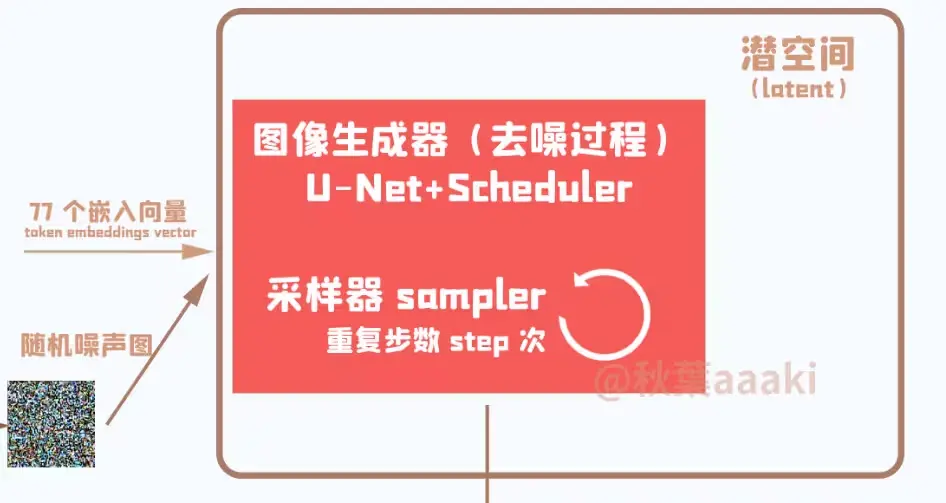 潜空间
(latent)
图像生成器(去噪过程)
U-Net+Scheduler
77 个嵌入向量
token embeddings vector
采样器 sampler
重复步数 step 次
随机噪声图
@秋葉aaaki